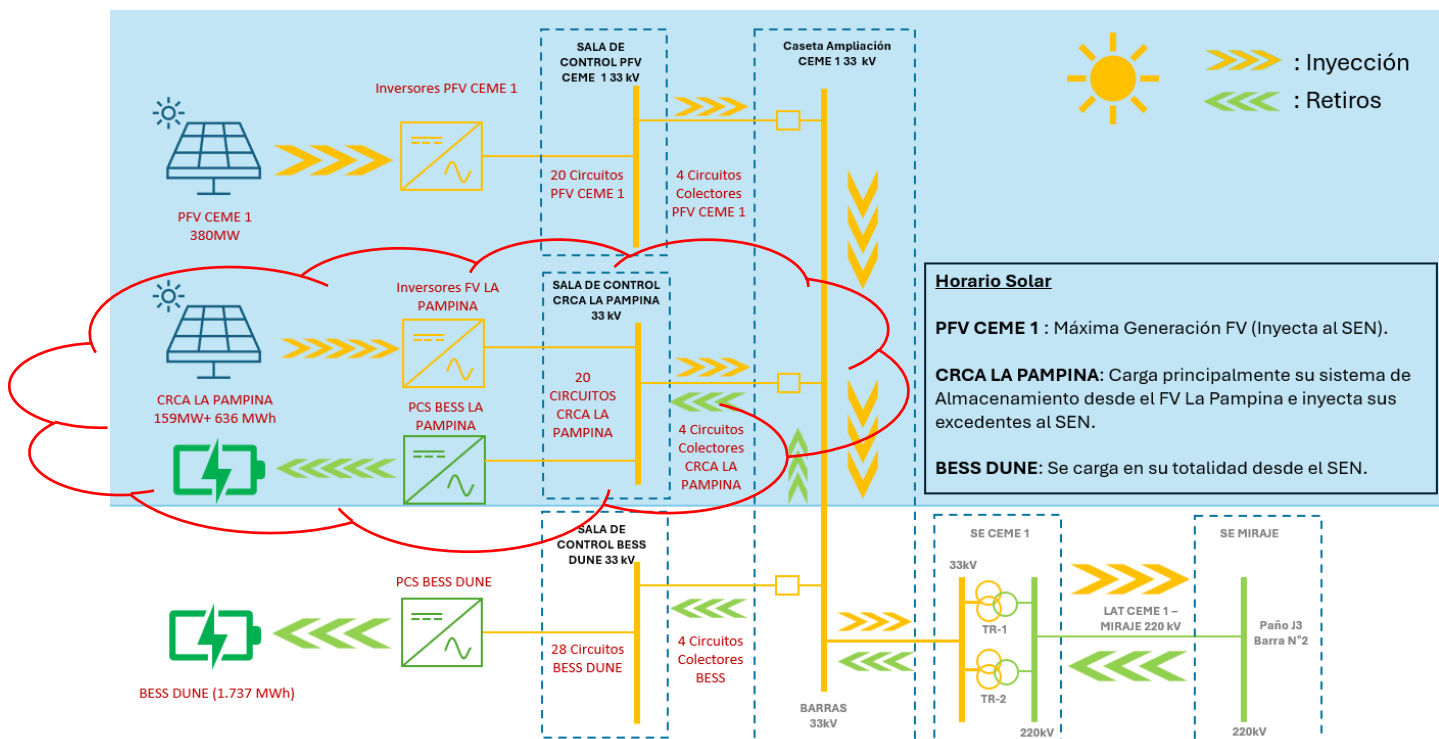 SALA DE
CONTROL PFV
CEME  1 33 kV
Caseta Ampliación
CEME 1 33  kV
: Inyección
: Retiros
Inversores PFV CEME 1
20 Circuitos
PFV CEME 1
4 Circuitos
Colectores
PFV CEME 1
PFV CEME 1
380MW
Inversores FV LA
PAMPINA
SALA DE CONTROL
CRCA LA PAMPINA
33 kV
Horario Solar
PFV CEME 1 : Máxima Generación FV (Inyecta al SEN).
CRCA LA PAMPINA: Carga principalmente su sistema de
Almacenamiento desde el FV La Pampina e inyecta sus
excedentes al SEN.
BESS DUNE: Se carga en su totalidad desde el SEN.
CRCA LA PAMPINA
159MW+ 636 MWh
PCS BESS LA
PAMPINA
20
CIRCUITOS
CRCA LA
PAMPINA
4 Circuitos
Colectores
CRCA LA
PAMPINA
SALA DE
CONTROL BESS
DUNE 33 kV
SE CEME 1
SE MIRAJE
33kV
PCS BESS DUNE
LAT CEME 1 –
MIRAJE 220 kV
TR-1
Paño J3
Barra N°2
28 Circuitos
BESS DUNE
4 Circuitos
Colectores
BESS
BESS DUNE (1.737 MWh)
TR-2
BARRAS
33kV
220kV
220kV